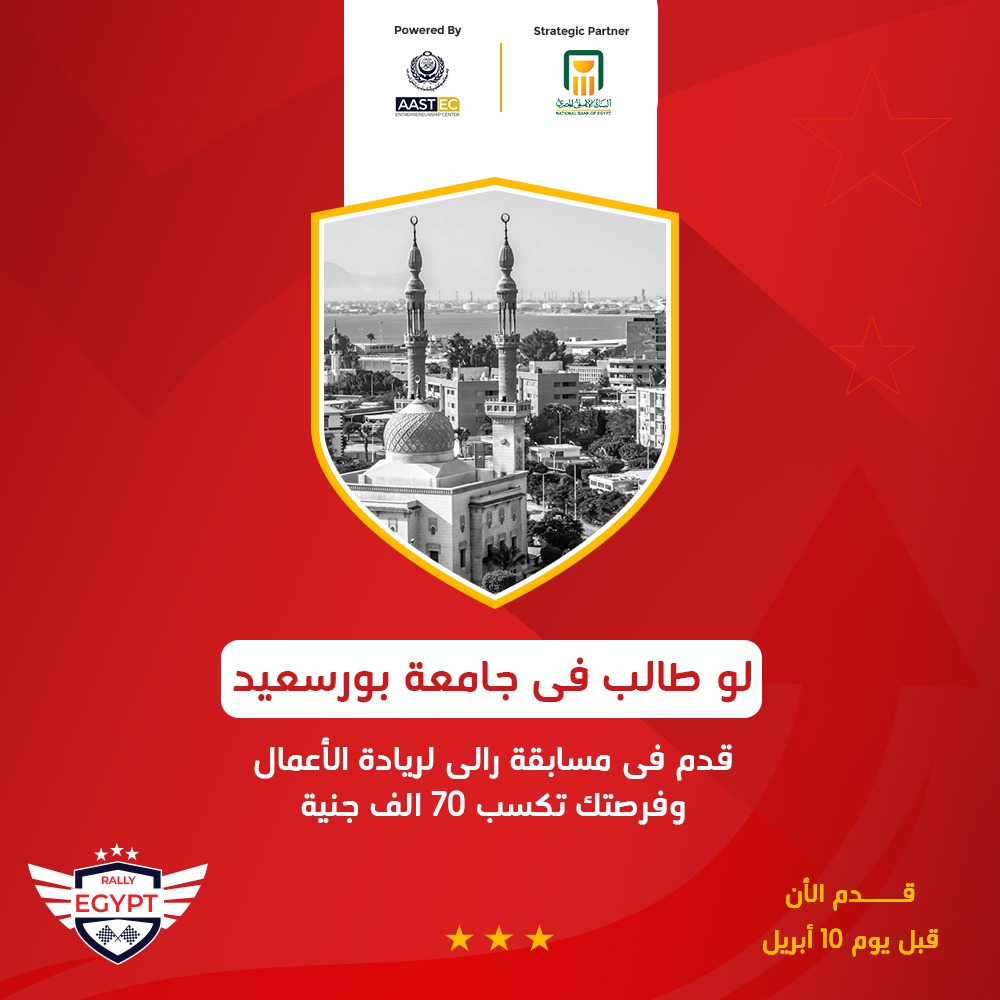 Powered By
Strategic Partner
AASTEC
ENTREPRENEURSHIP CENTER
البنك الأهلي المصري
NATIONAL BANK OF EGYPT
لو طالب فى جامعة بورسعيد
قدم فى مسابقة رالى لريادة الأعمال
وفرصتك تكسب 70 الف جنية
RALLY
EGYPT
قــــدم الأن
قبل يوم 10 أبريل